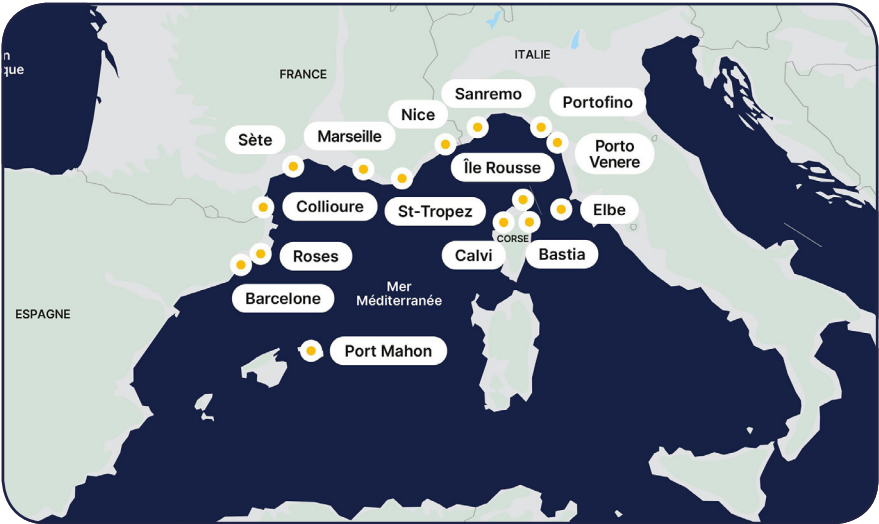 n
que
ITALIE
FRANCE
Sanremo
Portofino
Nice
Marseille
Sète
Porto
Venere
Île Rousse
Collioure
St-Tropez
Elbe
CORSE
Calvi
Bastia
Roses
Mer
Méditerranée
Barcelone
ESPAGNE
Port Mahon